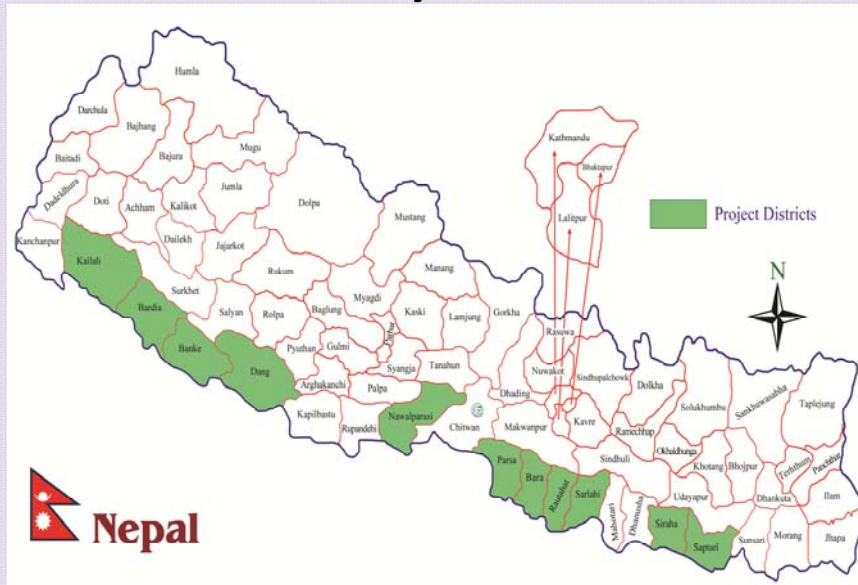 Humla
Darchula
Bajhang
Mugu
Baitadi
Bajura
Dadeldhura
Doti
Achham
Kalikot
Jumla
Dolpa
Mustang
Kanchanpur
Dailekh
Jajarkot
Kailali
Rukum
Manang
Surkhet
Myagdi
Bardia
Salyan
Rolpa
Baglung
Kaski
Lamjung
Gorkha
Banke
Dang
Pyuthan
Gulmi
Syangja
Tanahun
Arghakanchi
Palpa
Kapilbastu
Rupandehi
Nawalparasi
Chitwan
Kathmandu
Bhaktapur
Lalitpur
Project Districts
N
Rasuwa
Nuwakot
Sindhupalchowk
Dhading
Dolkha
Makwanpur
Kavre
Ramechhap
Solukhumbu
Sankhuwasabha
Taplejung
Okhaldhunga
Sindhuli
Khotang
Bhojpur
Terhthum
Panchthar
Parsa
Bara
Rautahat
Sarlahi
Udayapur
Dhankuta
Ilam
Mahotari
Dhanusha
Siraha
Saptari
Sunsari
Morang
Jhapa
Nepal